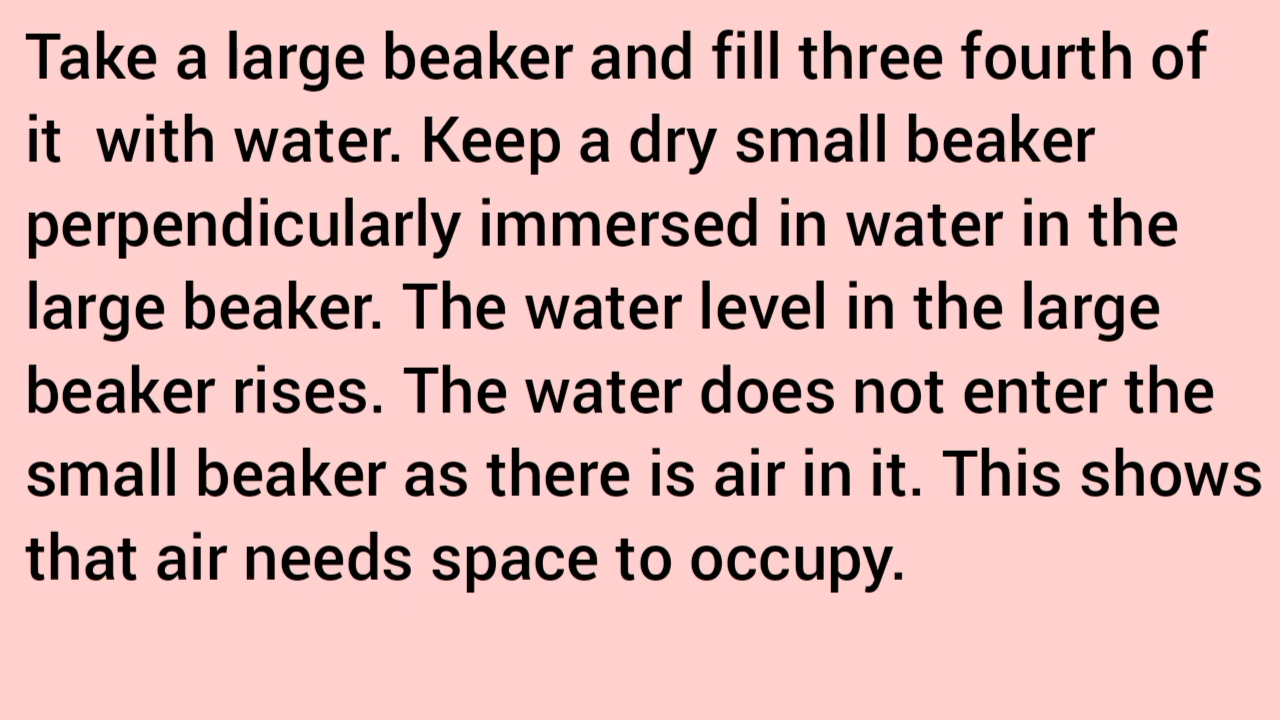 Take a large beaker and fill three fourth of
it  with water. Keep a dry small beaker
perpendicularly immersed in water in the
large beaker. The water level in the large
beaker rises. The water does not enter the
small beaker as there is air in it. This shows
that air needs space to occupy.